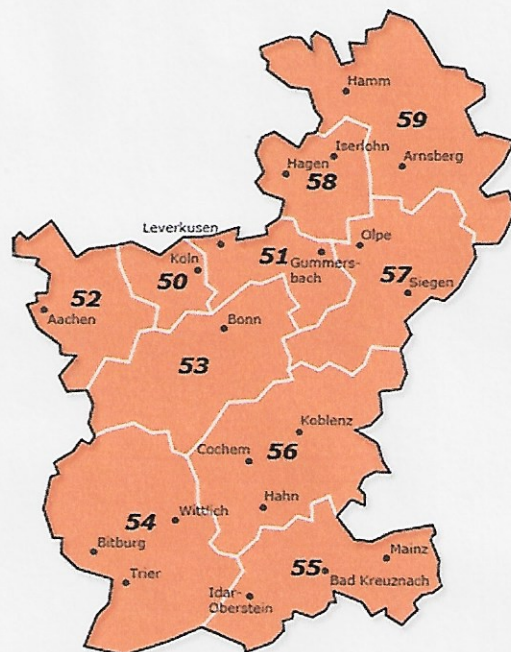 Hamm
59
Iserlohn
Hagen
58
Arnsberg
Leverkusen
51
Olpe
Köln
50
Gummers-
bach
57
Siegen
52
Aachen
Bonn
53
Koblenz
Cochem
56
Hahn
54
Wittlich
Bitburg
Trier
Mainz
55
Bad Kreuznach
Idar-
Oberstein